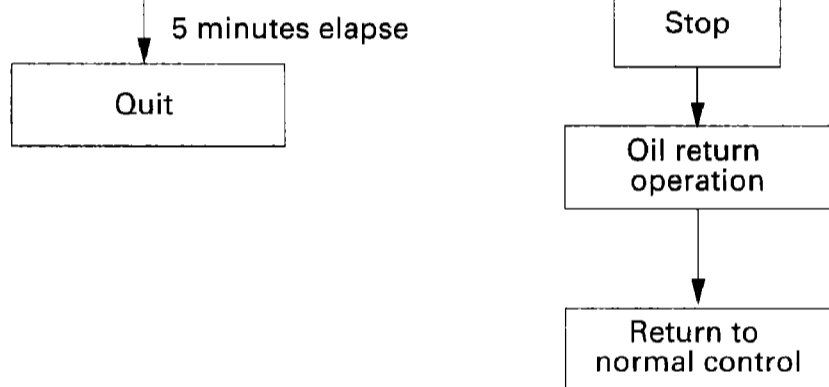 5 minutes elapse
Quit
Stop
Oil return
operation
Return to
normal control